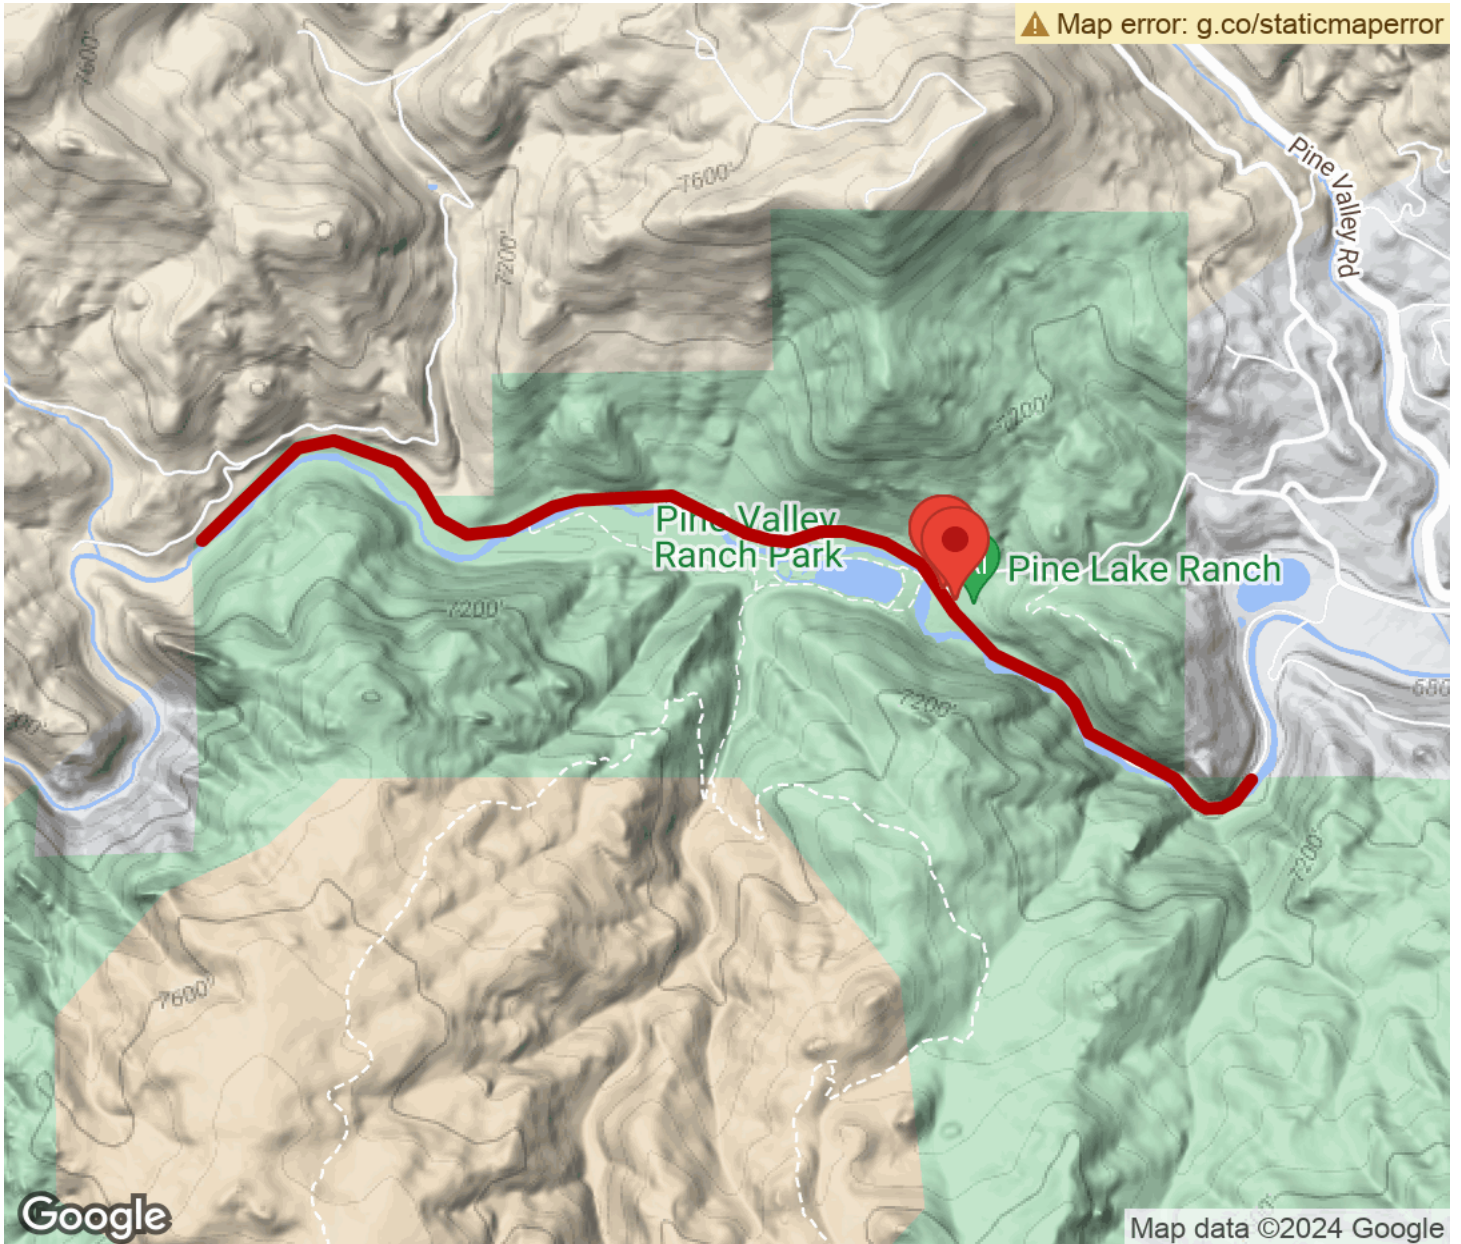 Map error: g.co/staticmaperror
7600'
Pine Valley Rd
7600'
7200'
7200'
Pine Valley
Ranch Park
Pine Lake Ranch
7200'
7200'
7200'
7600'
Google
Map data ©2024 Google